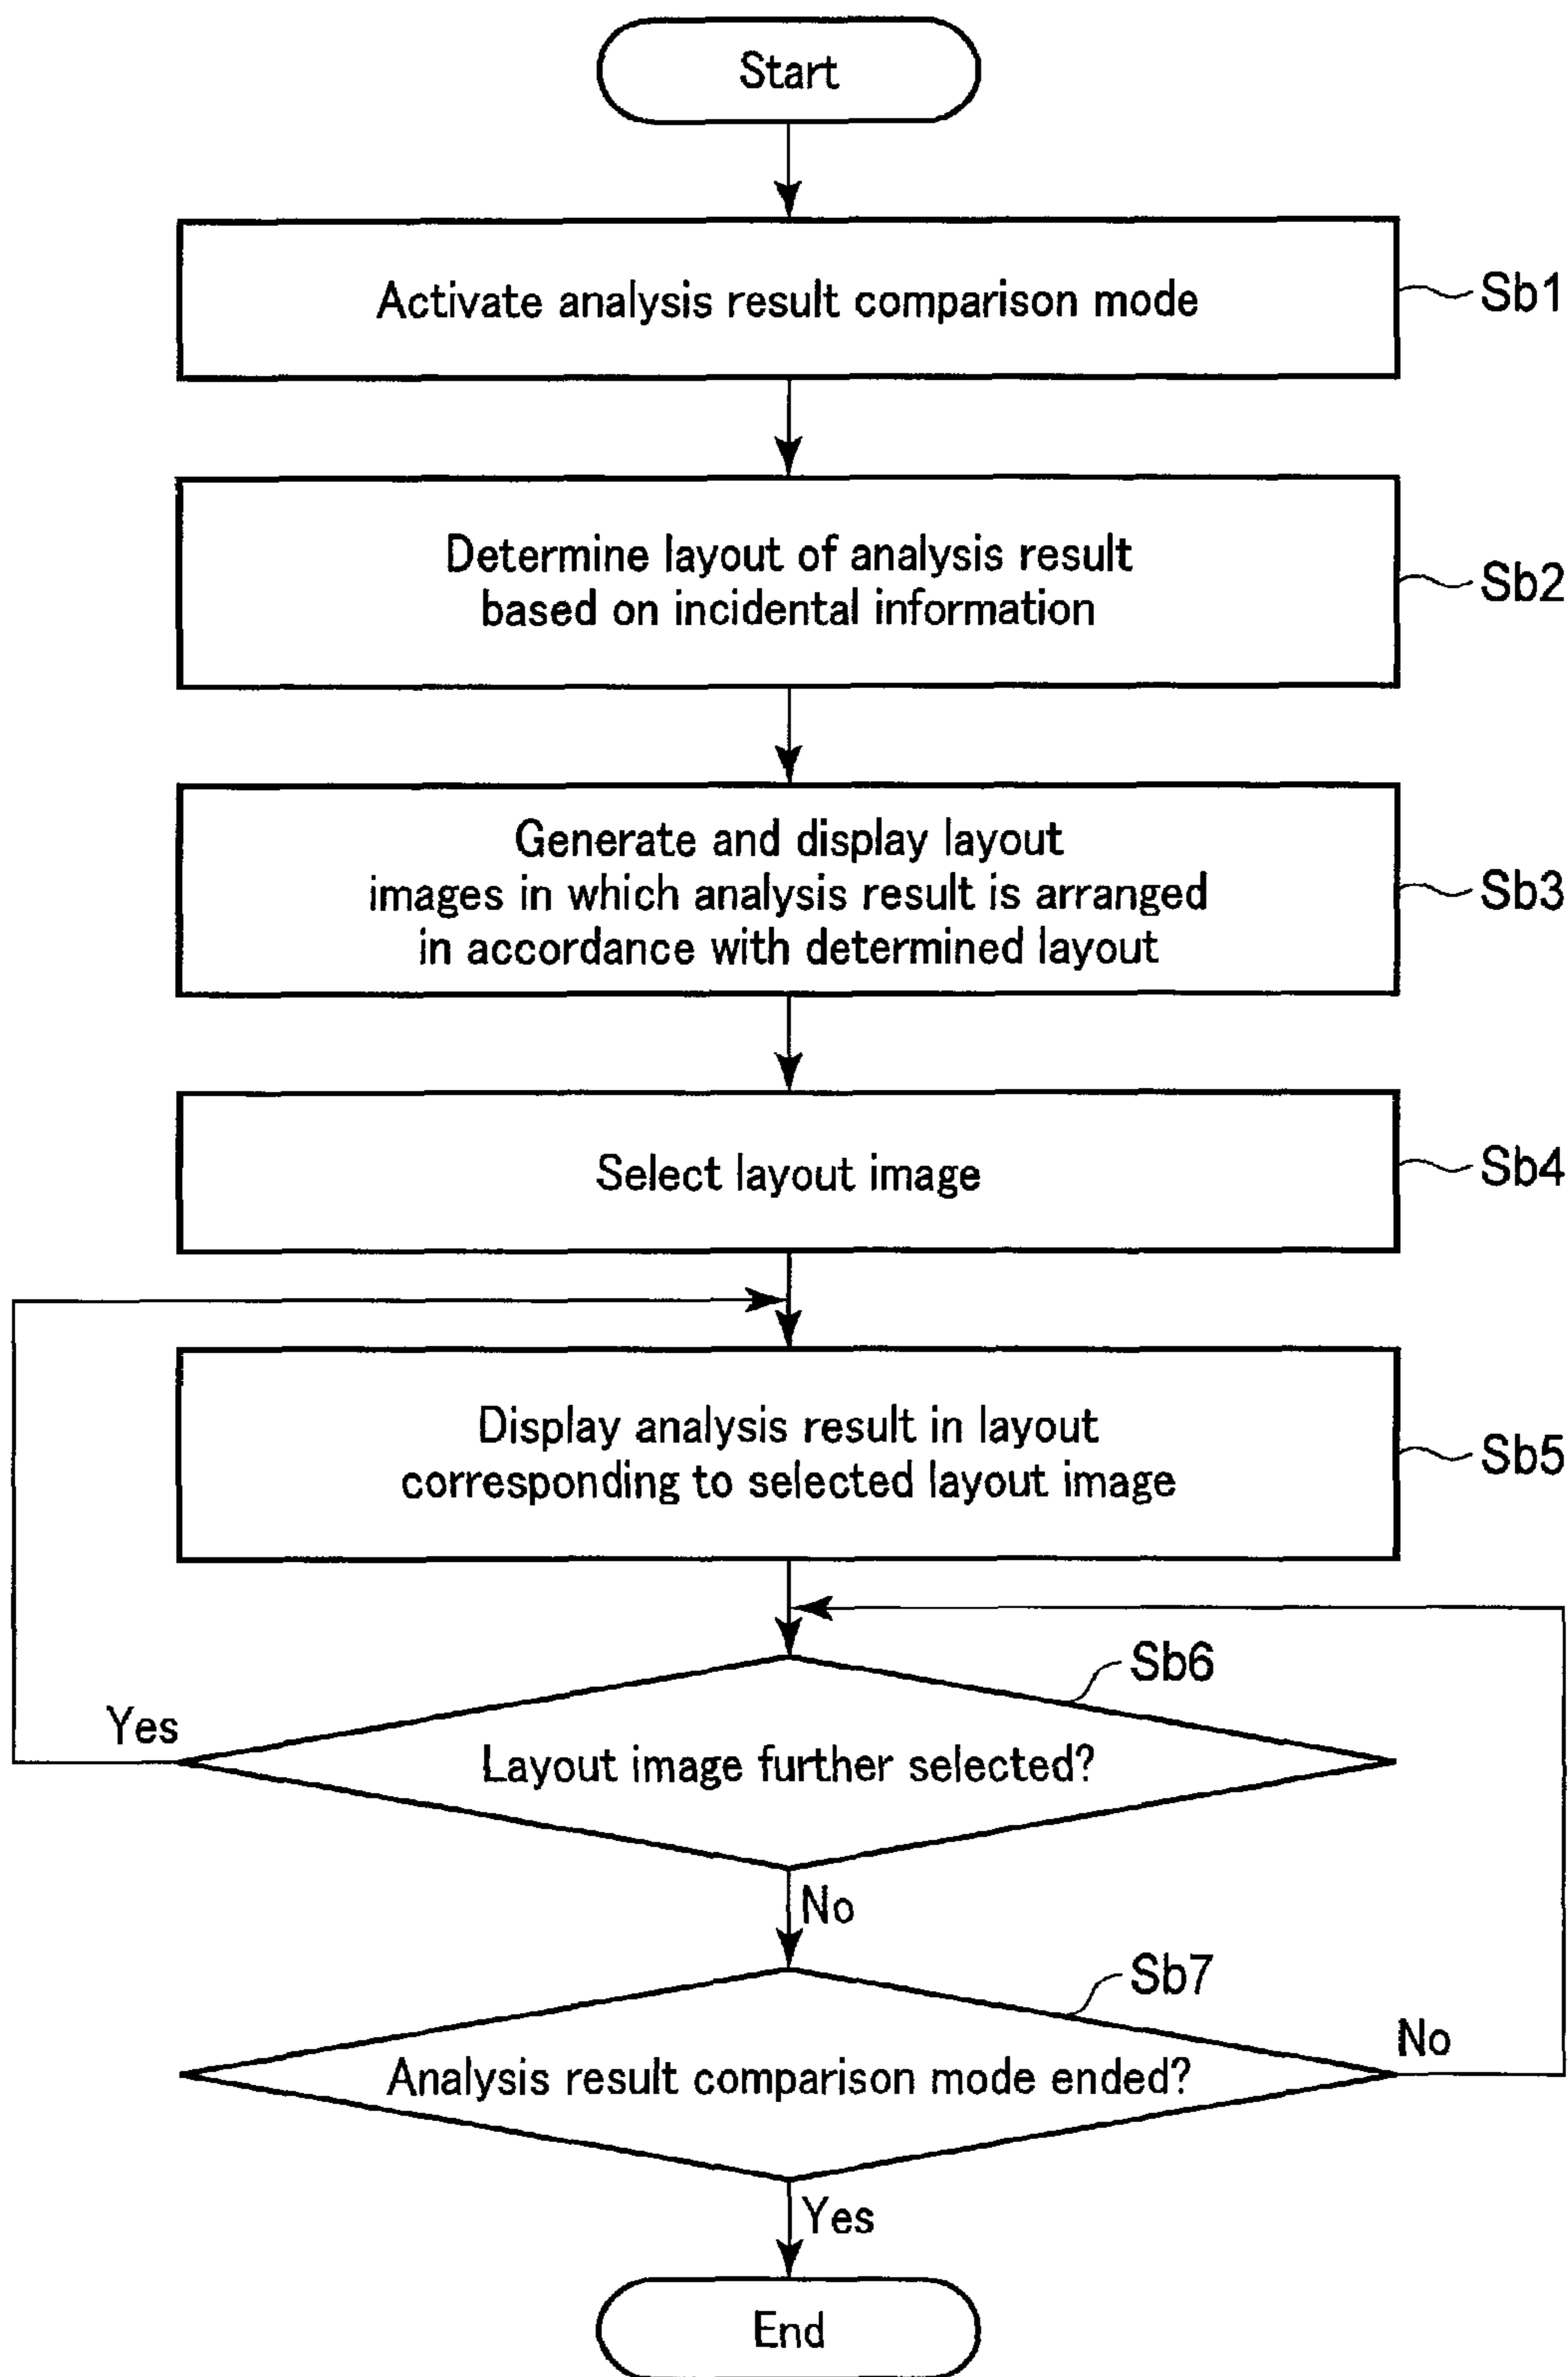 Start
Activate analysis result comparison mode
Sb1
Determine layout of analysis result
based on incidental information
Sb2
Generate and display layout
images in which analysis result is arranged
in accordance with determined layout
Sb3
Select layout image
Sb4
Display analysis result in layout
corresponding to selected layout image
Sb5
Sb6
Yes
Layout image further selected?
No
Sb7
No
Analysis result comparison mode ended?
Yes
End